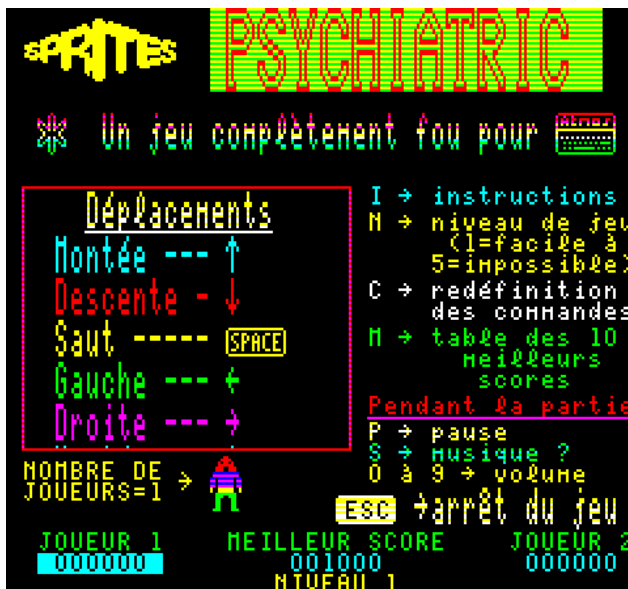 SPRITES
PSYCHIATRIC
Un jeu complètement fou pour Atmos
Déplacements
Montée --- ↑
Descente - ↓
Saut ----- SPACE
Gauche --- ←
Droite --- →
I → instructions
N → niveau de jeu
(1=facile à
5=impossible)
C → redéfinition
des commandes
M → table des 10
meilleurs
scores
Pendant la partie
P → pause
S → musique ?
0 à 9 → volume
ESC →arrêt du jeu
NOMBRE DE
JOUEURS=1 →
JOUEUR 1 MEILLEUR SCORE JOUEUR 2
000000 001000 000000
NIVEAU 1